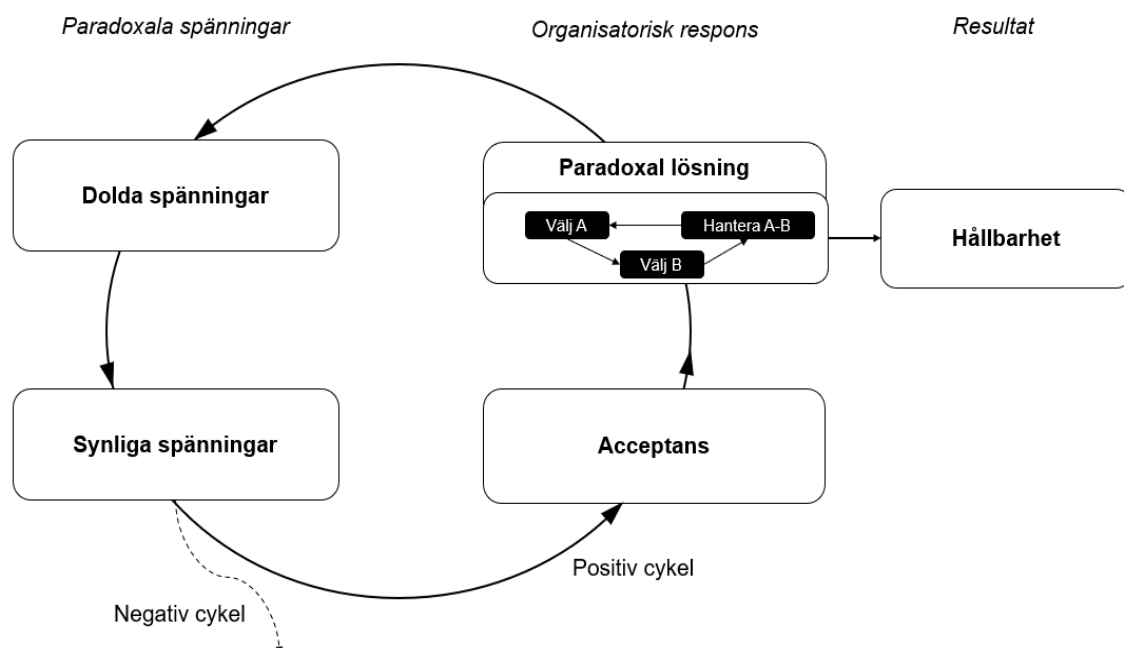 Paradoxala spänningar
Organisatorisk respons
Resultat
Dolda spänningar
Paradoxal lösning
Välj A
Hantera A-B
Välj B
Hållbarhet
Synliga spänningar
Acceptans
Positiv cykel
Negativ cykel